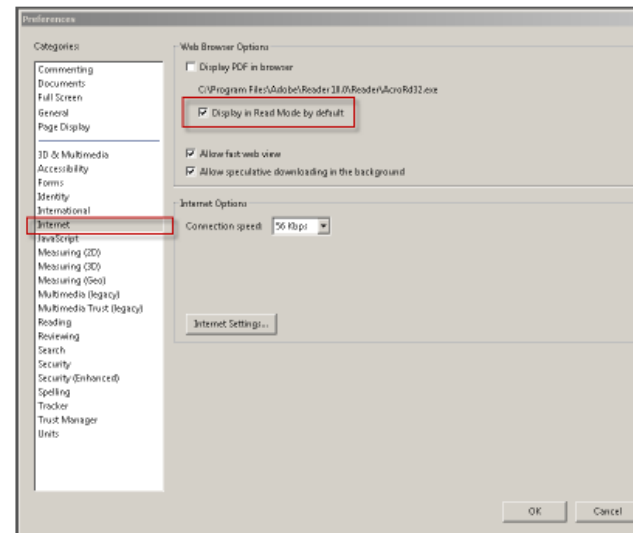 Preferences
Categories:
Commenting
Documents
Full Screen
General
Page Display
3D & Multimedia
Accessibility
Forms
Identity
International
Internet
JavaScript
Measuring (2D)
Measuring (3D)
Measuring (Geo)
Multimedia (legacy)
Multimedia Trust (legacy)
Reading
Reviewing
Search
Security
Security (Enhanced)
Spelling
Tracker
Trust Manager
Units
Web Browser Options
Display PDF in browser
C:\Program Files\Adobe\Reader 10.0\Reader\AcroRd32.exe
Display in Read Mode by default
Allow fast web view
Allow speculative downloading in the background
Internet Options
Connection speed: 56 Kbps
Internet Settings...
OK Cancel